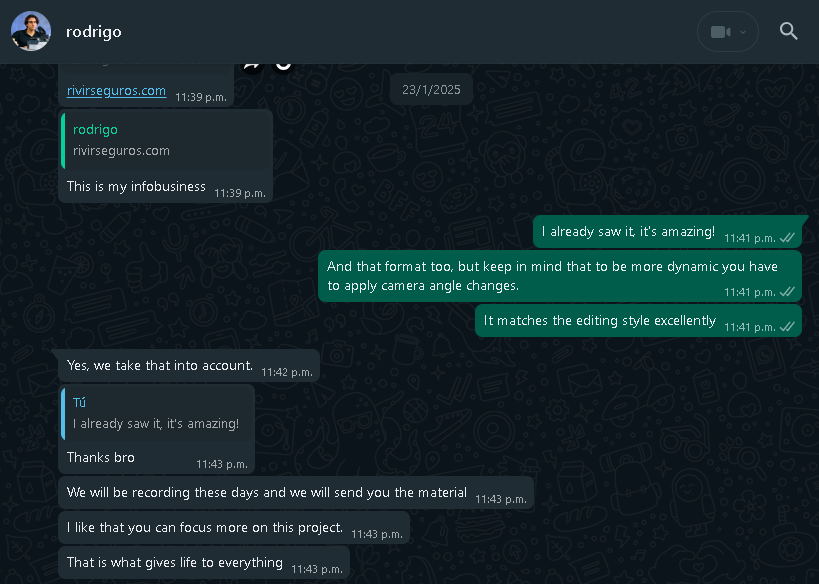 rodrigo
rivirseguros.com 11:39 p.m.
23/1/2025
rodrigo
rivirseguros.com
This is my infobusiness 11:39 p.m.
I already saw it, it's amazing! 11:41 p.m.
And that format too, but keep in mind that to be more dynamic you have
to apply camera angle changes.
11:41 p.m.
It matches the editing style excellently 11:41 p.m.
Yes, we take that into account. 11:42 p.m.
Tú
I already saw it, it's amazing!
Thanks bro 11:43 p.m.
We will be recording these days and we will send you the material 11:43 p.m.
I like that you can focus more on this project. 11:43 p.m.
That is what gives life to everything 11:43 p.m.